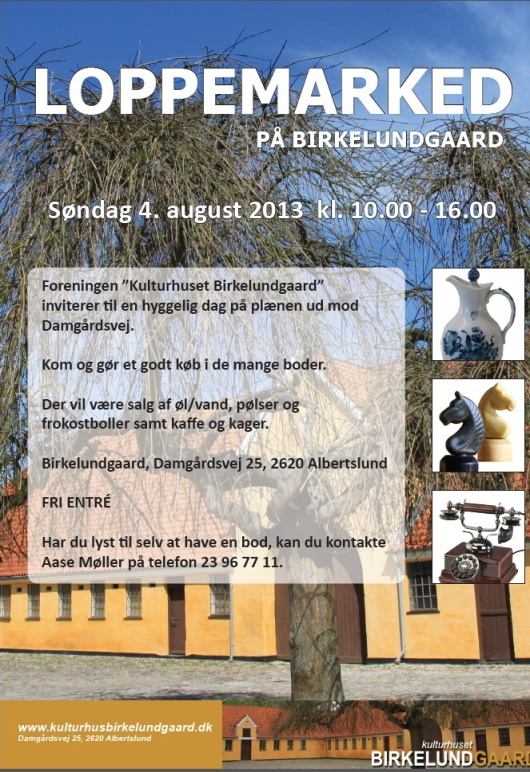 LOPPEMARKED
PÅ BIRKELUNDGAARD
Søndag 4. august 2013 kl. 10.00 - 16.00
Foreningen ”Kulturhuset Birkelundgaard”
inviterer til en hyggelig dag på plænen ud mod
Damgårdsvej.
Kom og gør et godt køb i de mange boder.
Der vil være salg af øl/vand, pølser og
frokostboller samt kaffe og kager.
Birkelundgaard, Damgårdsvej 25, 2620 Albertslund
FRI ENTRÉ
Har du lyst til selv at have en bod, kan du kontakte
Aase Møller på telefon 23 96 77 11.
www.kulturhusbirkelundgaard.dk
Damgårdsvej 25, 2620 Albertslund
kulturhuset
BIRKELUNDGAARD